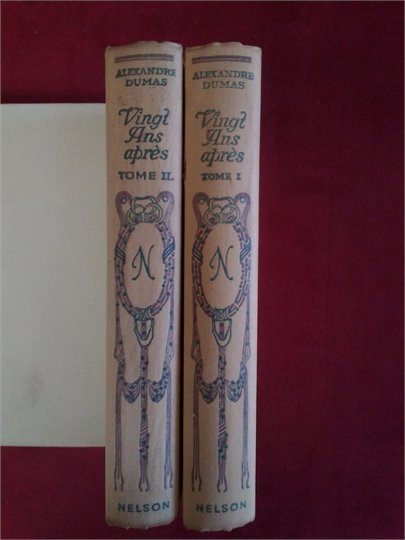 ALEXANDRE
DUMAS
Vingt
Ans
après
TOME II.
N.
NELSON
ALEXANDRE
DUMAS
Vingt
Ans
après
TOME I
N
NELSON